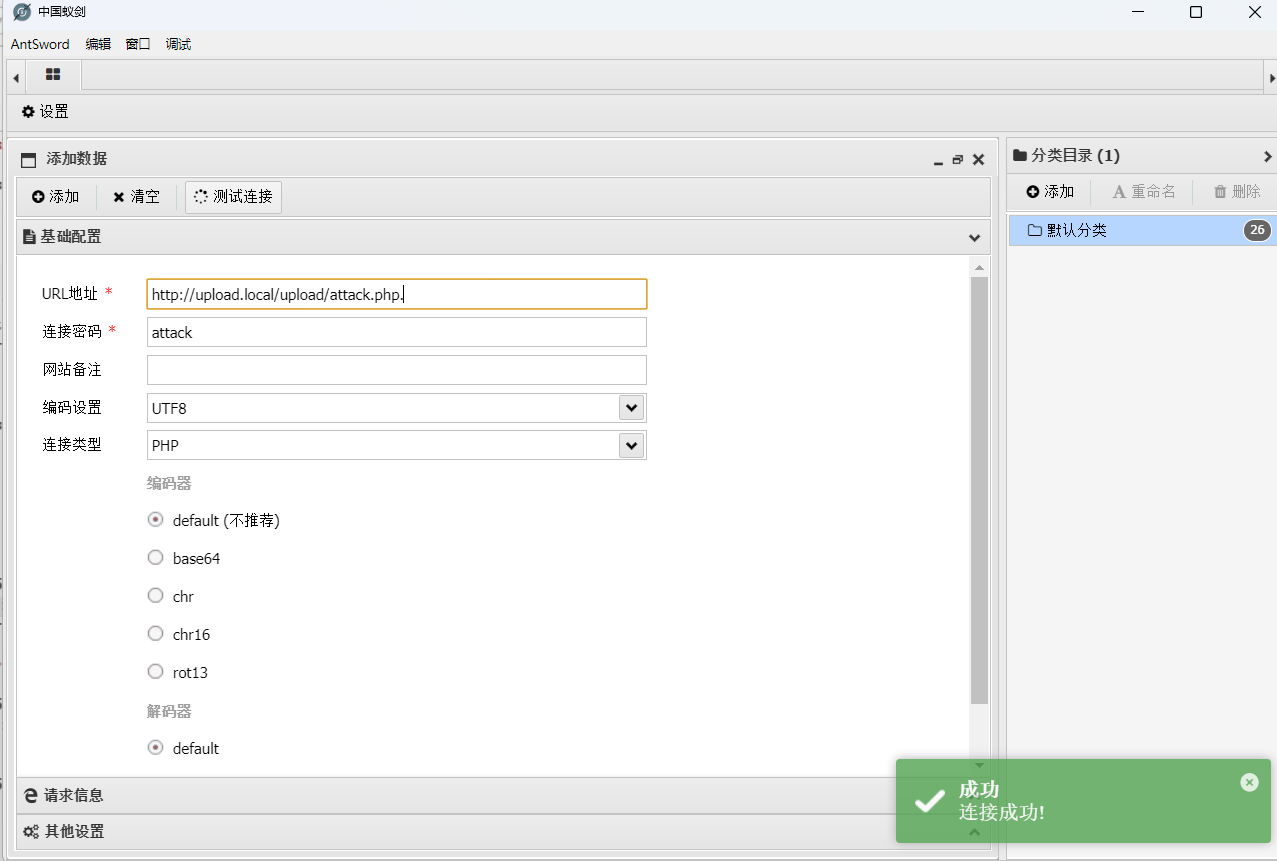 中国蚁剑
AntSword 编辑 窗口 调试
设置
添加数据
添加 清空 测试连接
基础配置
URL地址 * http://upload.local/upload/attack.php.
连接密码 * attack
网站备注
编码设置 UTF8
连接类型 PHP
编码器
default (不推荐)
base64
chr
chr16
rot13
解码器
default
请求信息
其他设置
分类目录 (1)
添加 重命名 删除
默认分类 26
成功
连接成功!